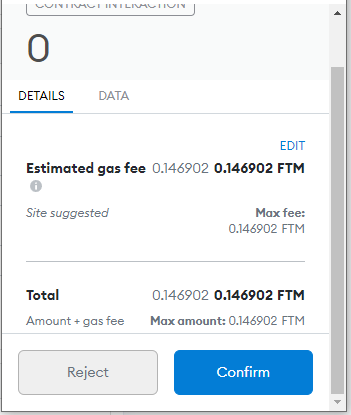 CONTRACT INTERACTION
0
DETAILS DATA
EDIT
Estimated gas fee 0.146902 0.146902 FTM
Site suggested Max fee:
0.146902 FTM
Total 0.146902 0.146902 FTM
Amount + gas fee Max amount: 0.146902 FTM
Reject Confirm